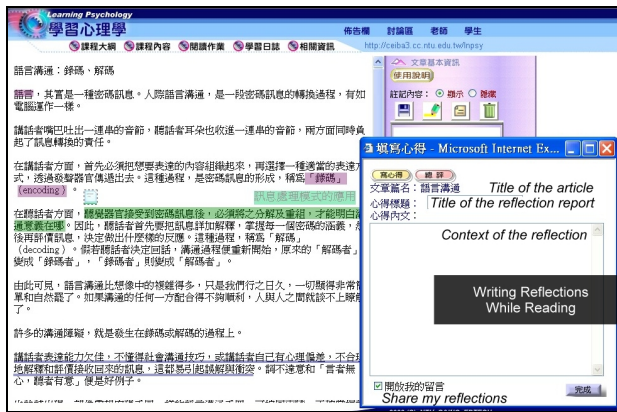 Learning Psychology
學習心理學
佈告欄 討論區 老師 學生
課程大綱 課程內容 閱讀作業 學習日誌 相關資訊
http://ceiba3.cc.ntu.edu.tw/lnpsy
語言溝通：錄碼、解碼
語言，其實是一種密碼訊息。人際語言溝通，是一段密碼訊息的轉換過程，有如
電腦運作一樣。
講話者嘴巴吐出一連串的音節，聽話者耳朵也收進一連串的音節，兩方面同時負
起了訊息轉換的責任。
在講話者方面，首先必須把想要表達的內容組織起來，再選擇一種適當的表達方
式，透過發聲器官傳遞出去。這種過程，是密碼訊息的形成，稱為「錄碼」
(encoding)。
訊息處理模式的應用
在聽話者方面，聽覺器官接受到密碼訊息後，必須將之分解及重組，才能明白溝
通意義在哪。因此，聽話者首先要把訊息詳加解釋，掌握每一個密碼的涵義，然
後再評價訊息，決定做出什麼樣的反應。這種過程，稱為「解碼」
(decoding)。假若聽話者決定回話，溝通過程便重新開始，原來的「解碼者」
變成「錄碼者」，「錄碼者」則變成「解碼者」。
由此可見，語言溝通比想像中的複雜得多，只是我們行之日久，一切顯得非常簡
單和自然罷了。如果溝通的任何一方配合得不夠順利，人與人之間就談不上瞭解
了。
許多的溝通障礙，就是發生在錄碼或解碼的過程上。
講話者表達能力欠佳，不懂得社會溝通技巧，或講話者自己有心理偏差，不合理
地解釋和評價接收回來的訊息，這都易引起誤解與衝突。詞不達意和「言者無
心，聽者有意」便是好例子。
文章基本資訊
使用說明
註記內容： 顯示 隱藏
填寫心得 - Microsoft Internet Ex...
寫心得 總評
文章篇名：語言溝通 Title of the article
心得標題： Title of the reflection report
心得內文： Context of the reflection
Writing Reflections
While Reading
開放我的留言 完成
Share my reflections